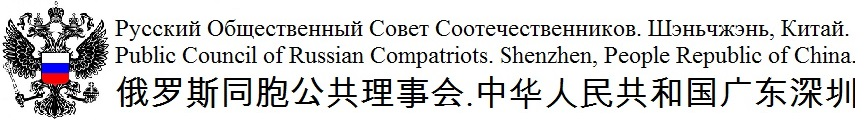 Русский Общественный Совет Соотечественников. Шэньчжэнь, Китай.
Public Council of Russian Compatriots. Shenzhen, People Republic of China.
俄罗斯同胞公共理事会.中华人民共和国广东深圳